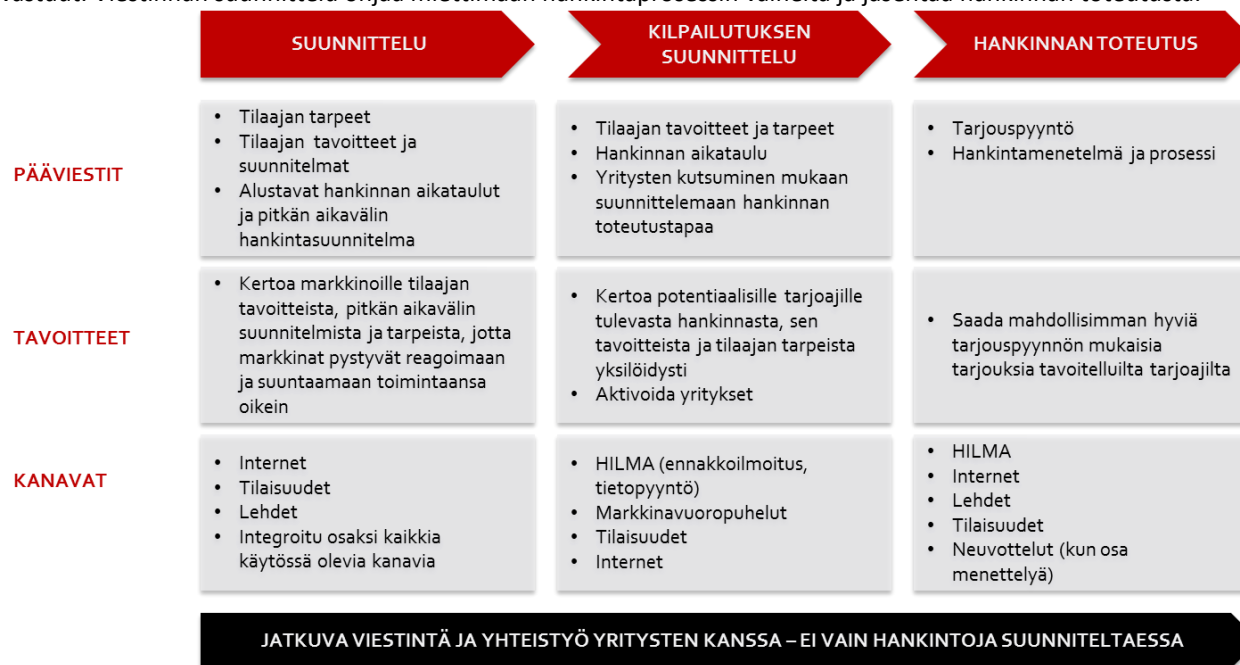 SUUNNITTELU
KILPAILUTUKSEN
SUUNNITTELU
HANKINNAN TOTEUTUS
PÄÄVIESTIT
• Tilaajan tarpeet
• Tilaajan tavoitteet ja
suunnitelmat
• Alustavat hankinnan aikataulut
ja pitkän aikavälin
hankintasuunnitelma
• Tilaajan tavoitteet ja tarpeet
• Hankinnan aikataulu
• Yritysten kutsuminen mukaan
suunnittelemaan hankinnan
toteutustapaa
• Tarjouspyyntö
• Hankintamenetelmä ja prosessi
TAVOITTEET
• Kertoa markkinoille tilaajan
tavoitteista, pitkän aikavälin
suunnitelmista ja tarpeista, jotta
markkinat pystyvät reagoimaan
ja suuntaamaan toimintaansa
oikein
• Kertoa potentiaalisille tarjoajille
tulevasta hankinnasta, sen
tavoitteista ja tilaajan tarpeista
yksilöidysti
• Aktivoida yritykset
• Saada mahdollisimman hyviä
tarjouspyynnön mukaisia
tarjouksia tavoitelluilta tarjoajilta
KANAVAT
• Internet
• Tilaisuudet
• Lehdet
• Integroitu osaksi kaikkia
käytössä olevia kanavia
• HILMA (ennakkoilmoitus,
tietopyyntö)
• Markkinavuoropuhelut
• Tilaisuudet
• Internet
• HILMA
• Internet
• Lehdet
• Tilaisuudet
• Neuvottelut (kun osa
menettelyä)
JATKUVA VIESTINTÄ JA YHTEISTYÖ YRITYSTEN KANSSA – EI VAIN HANKINTOJA SUUNNITELTAESSA